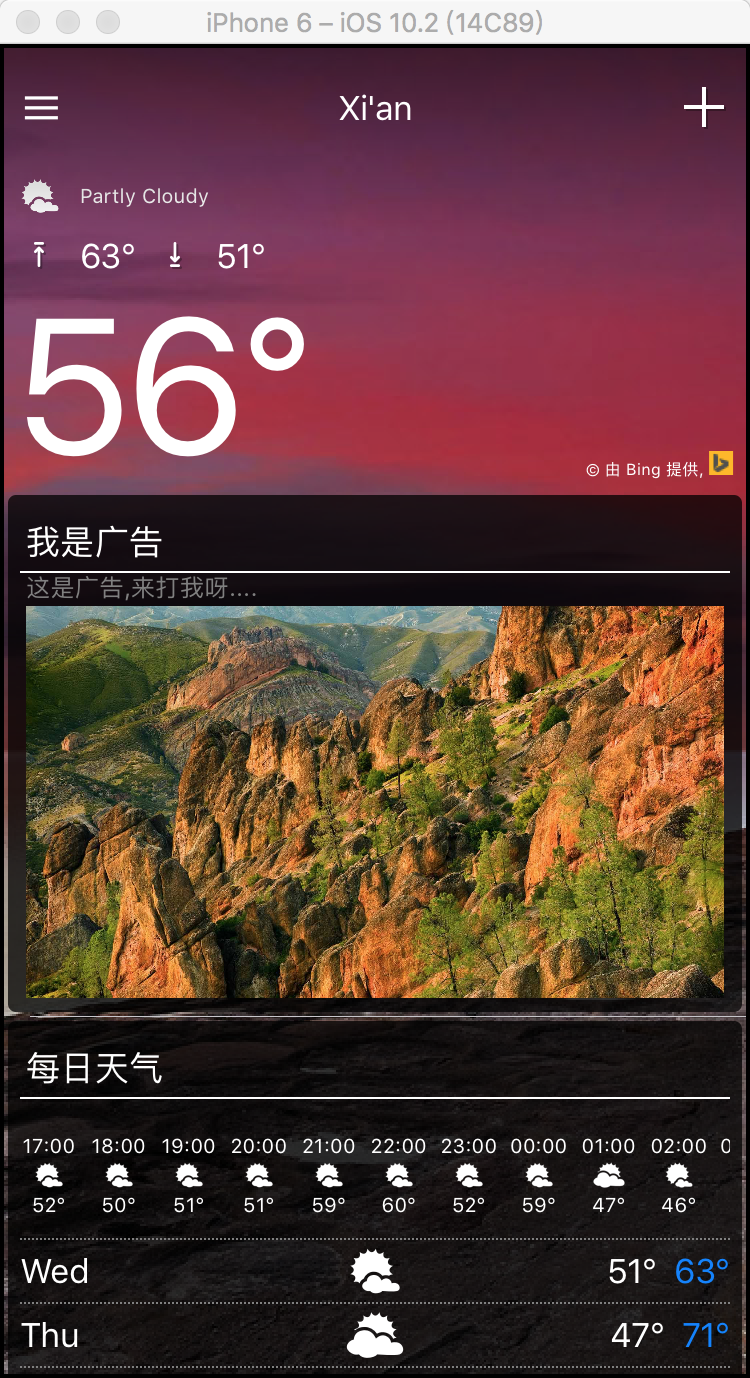 iPhone 6 – iOS 10.2 (14C89)
Xi'an
Partly Cloudy
63° 51°
56°
© 由 Bing 提供,
我是广告
这是广告,来打我呀....
每日天气
17:00 18:00 19:00 20:00 21:00 22:00 23:00 00:00 01:00 02:00 0
52° 50° 51° 51° 59° 60° 52° 59° 47° 46°
Wed 51° 63°
Thu 47° 71°